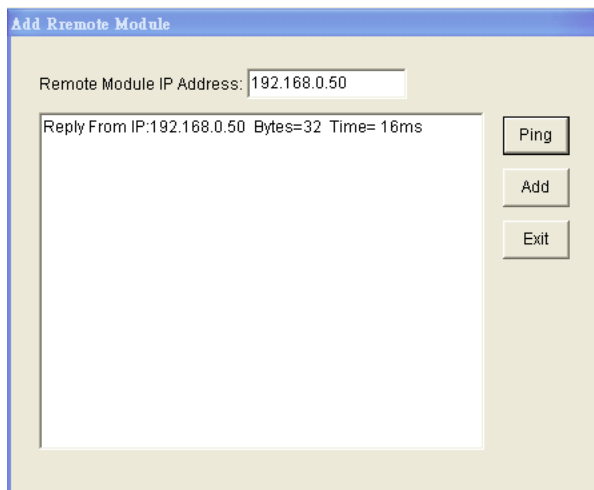 Add Rremote Module
Remote Module IP Address: 192.168.0.50
Reply From IP:192.168.0.50 Bytes=32 Time= 16ms
Ping
Add
Exit